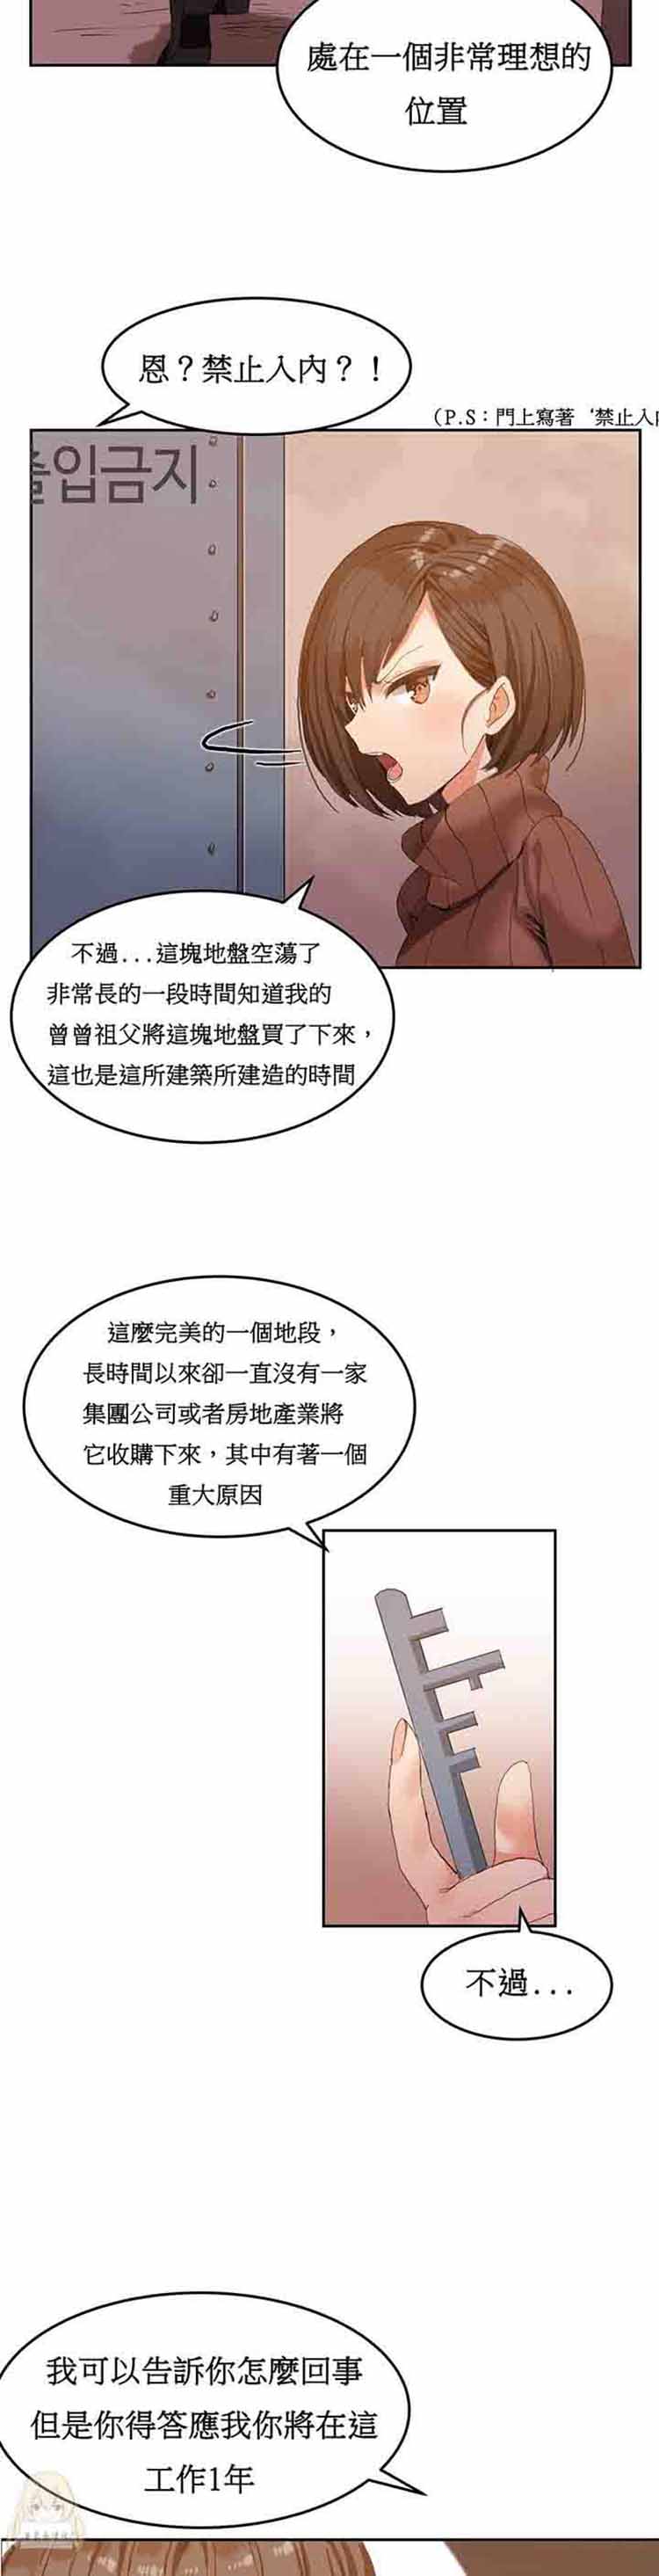 處在一個非常理想的
位置
恩？禁止入內？！
（P.S：門上寫著‘禁止入內
출입금지
不過...這塊地盤空蕩了
非常長的一段時間知道我的
曾曾祖父將這塊地盤買了下來，
這也是這所建築所建造的時間
這麼完美的一個地段，
長時間以來卻一直沒有一家
集團公司或者房地產業將
它收購下來，其中有著一個
重大原因
不過...
我可以告訴你怎麼回事
但是你得答應我你將在這
工作1年